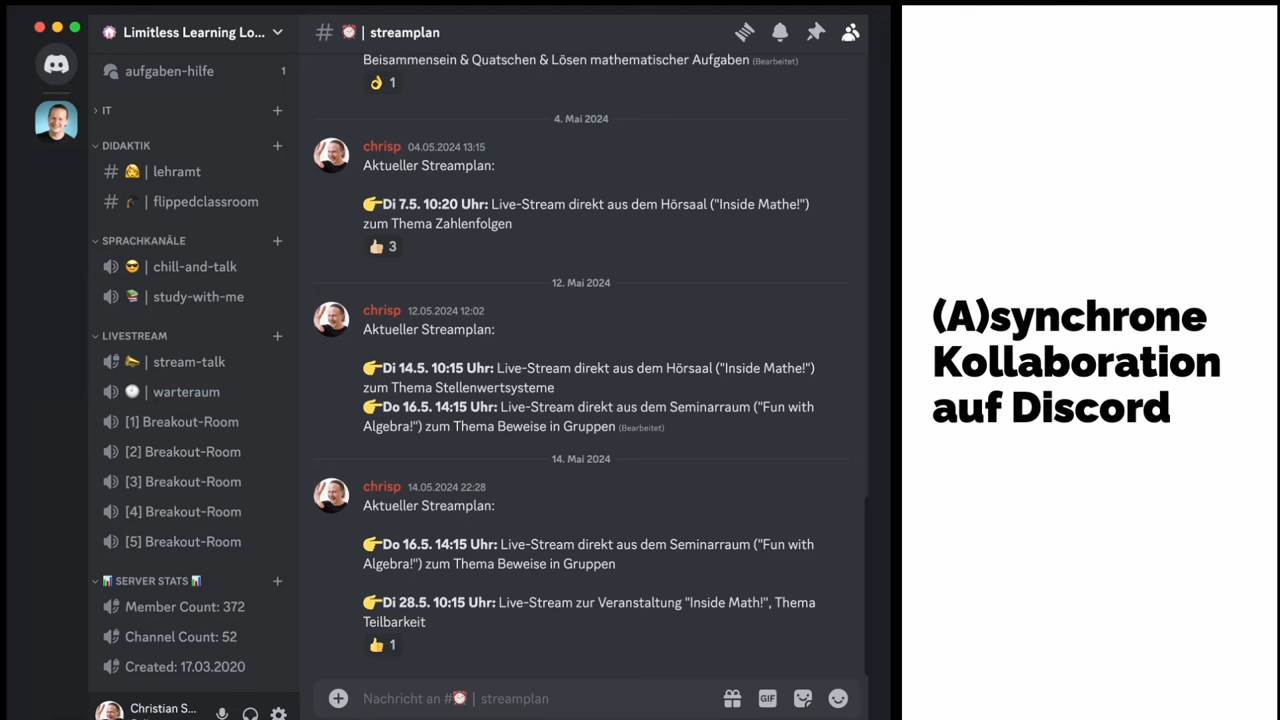 Limitless Learning Lo...
aufgaben-hilfe 1
IT
DIDAKTIK
# | lehramt
# | flippedclassroom
SPRACHKANÄLE
| chill-and-talk
| study-with-me
LIVESTREAM
| stream-talk
| warteraum
[1] Breakout-Room
[2] Breakout-Room
[3] Breakout-Room
[4] Breakout-Room
[5] Breakout-Room
📊 SERVER STATS 📊
Member Count: 372
Channel Count: 52
Created: 17.03.2020
Christian S...
# ⏰ | streamplan
Beisammensein & Quatschen & Lösen mathematischer Aufgaben (Bearbeitet)
👌 1
4. Mai 2024
chrisp 04.05.2024 13:15
Aktueller Streamplan:
👉Di 7.5. 10:20 Uhr: Live-Stream direkt aus dem Hörsaal ("Inside Mathe!")
zum Thema Zahlenfolgen
👍 3
12. Mai 2024
chrisp 12.05.2024 12:02
Aktueller Streamplan:
👉Di 14.5. 10:15 Uhr: Live-Stream direkt aus dem Hörsaal ("Inside Mathe!")
zum Thema Stellenwertsysteme
👉Do 16.5. 14:15 Uhr: Live-Stream direkt aus dem Seminarraum ("Fun with
Algebra!") zum Thema Beweise in Gruppen (Bearbeitet)
14. Mai 2024
chrisp 14.05.2024 22:28
Aktueller Streamplan:
👉Do 16.5. 14:15 Uhr: Live-Stream direkt aus dem Seminarraum ("Fun with
Algebra!") zum Thema Beweise in Gruppen
👉Di 28.5. 10:15 Uhr: Live-Stream zur Veranstaltung "Inside Math!", Thema
Teilbarkeit
👍 1
Nachricht an #⏰ | streamplan
GIF
(A)synchrone
Kollaboration
auf Discord